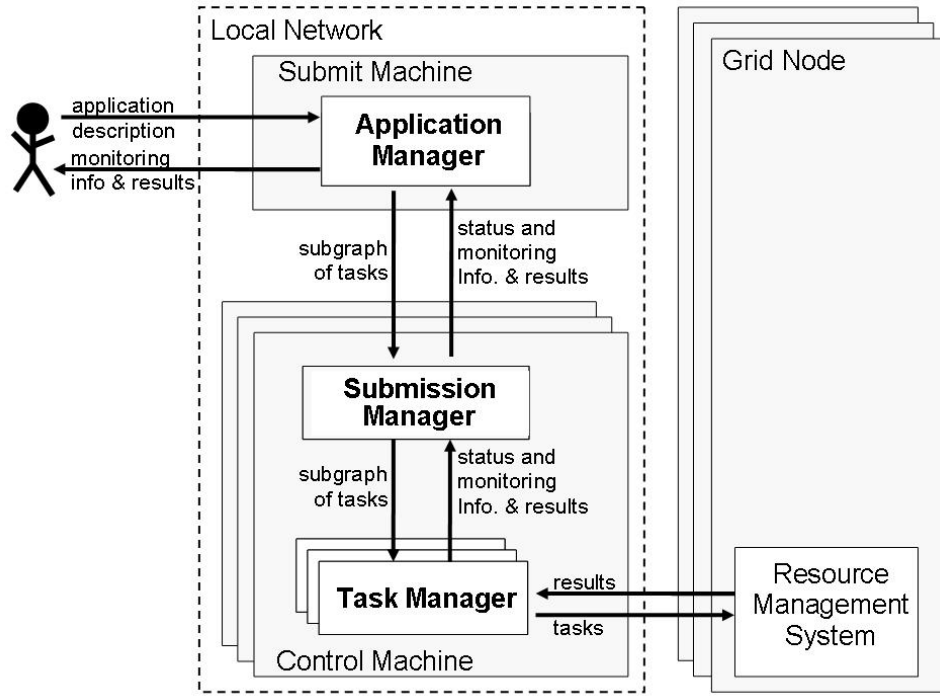 Local Network
Submit Machine
Grid Node
application
description
monitoring
info & results
Application
Manager
subgraph
of tasks
status and
monitoring
Info. & results
Submission
Manager
subgraph
of tasks
status and
monitoring
Info. & results
Task Manager
results
tasks
Resource
Management
System
Control Machine